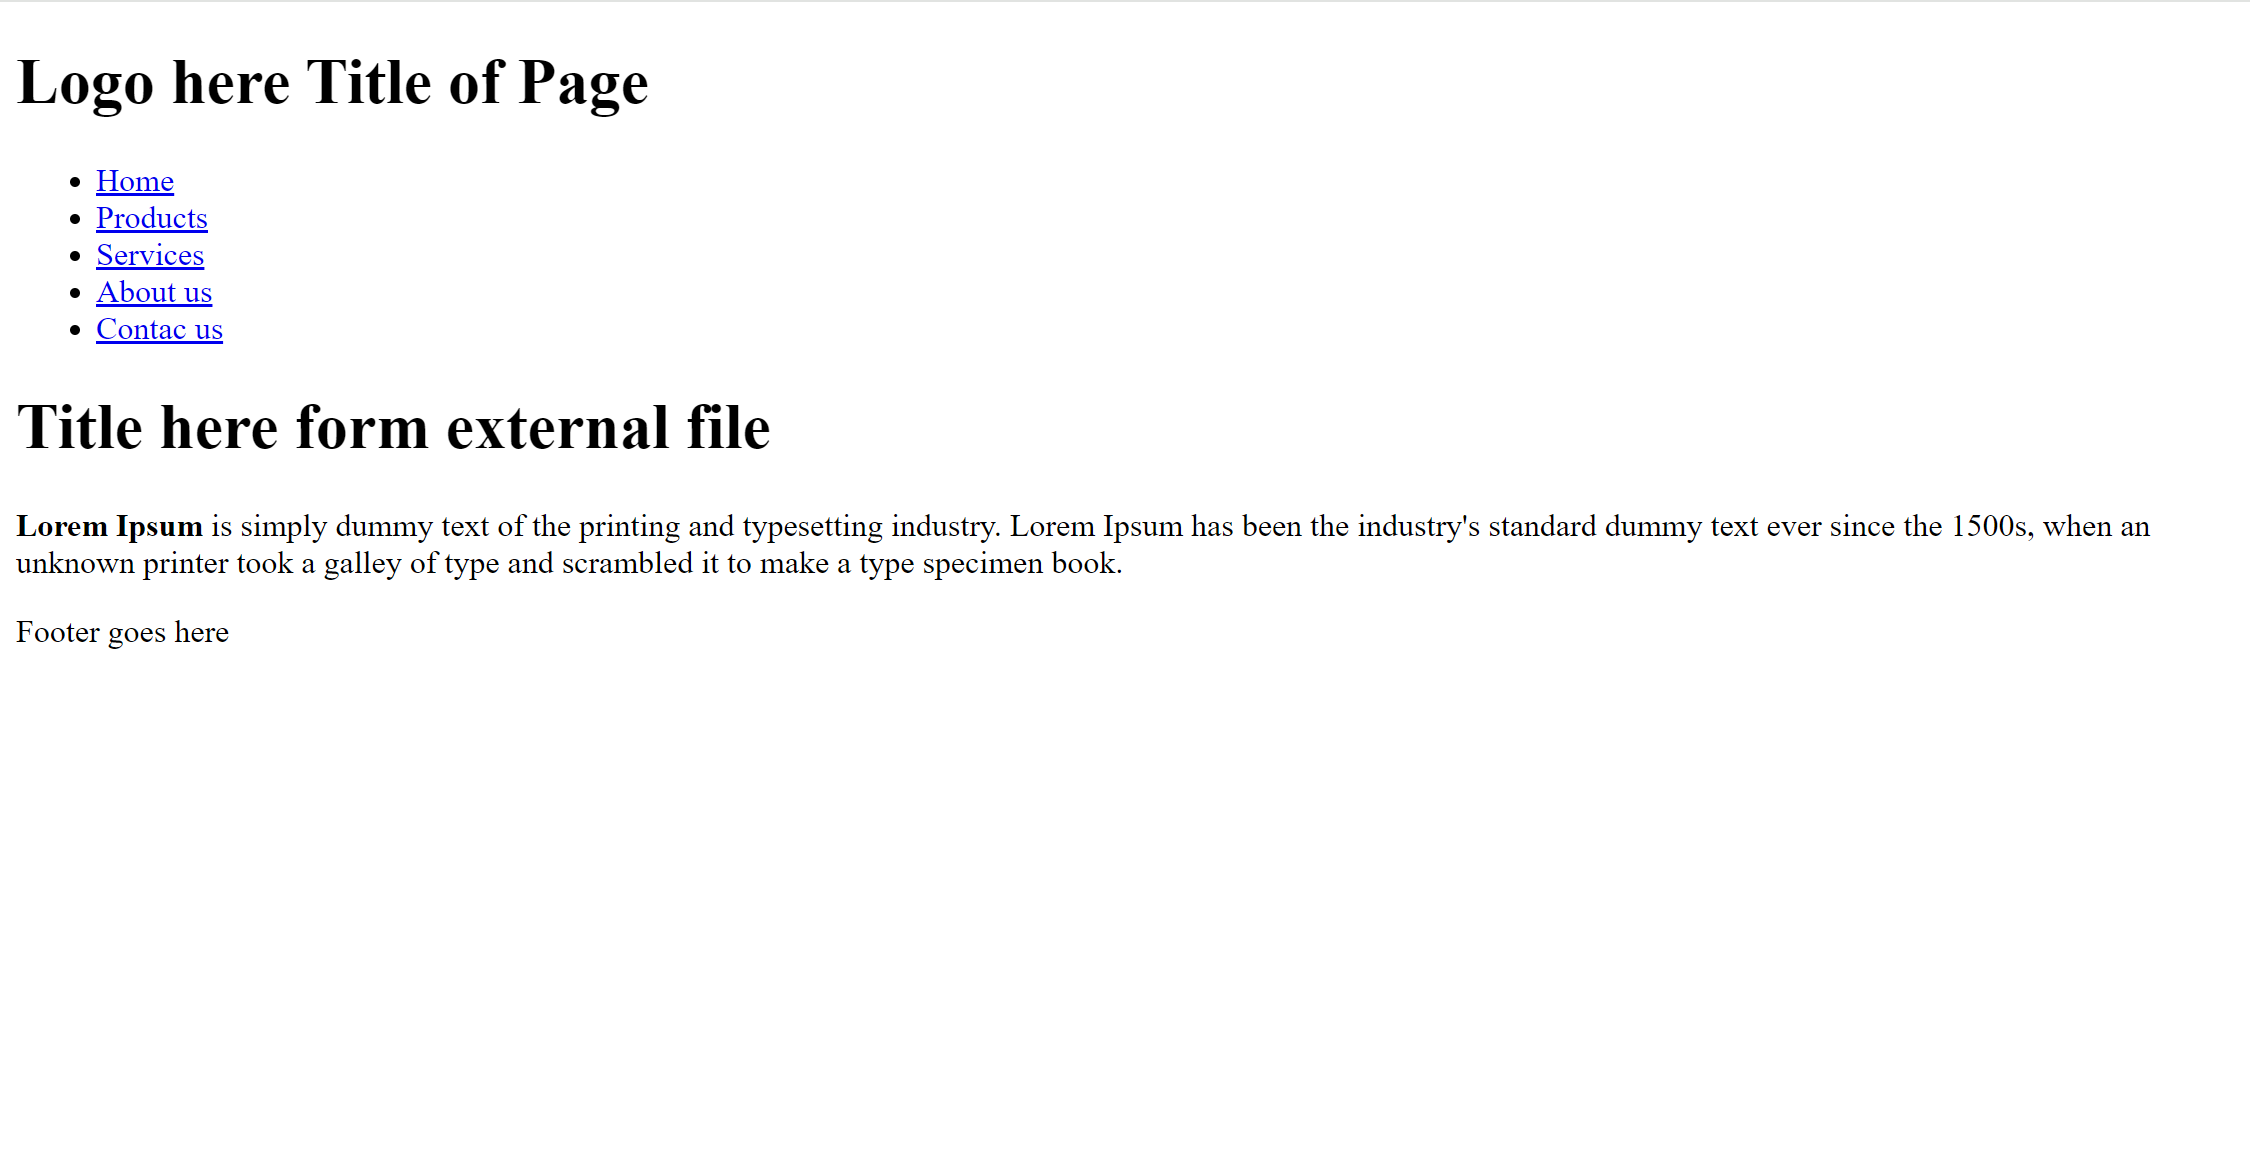 Logo here Title of Page
Home
Products
Services
About us
Contac us
Title here form external file
Lorem Ipsum is simply dummy text of the printing and typesetting industry. Lorem Ipsum has been the industry's standard dummy text ever since the 1500s, when an
unknown printer took a galley of type and scrambled it to make a type specimen book.
Footer goes here